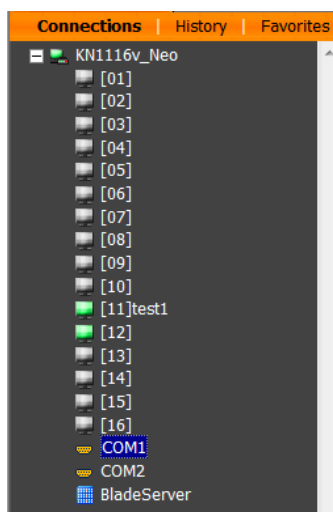 Connections | History | Favorites
KN1116v_Neo
[01]
[02]
[03]
[04]
[05]
[06]
[07]
[08]
[09]
[10]
[11]test1
[12]
[13]
[14]
[15]
[16]
COM1
COM2
BladeServer